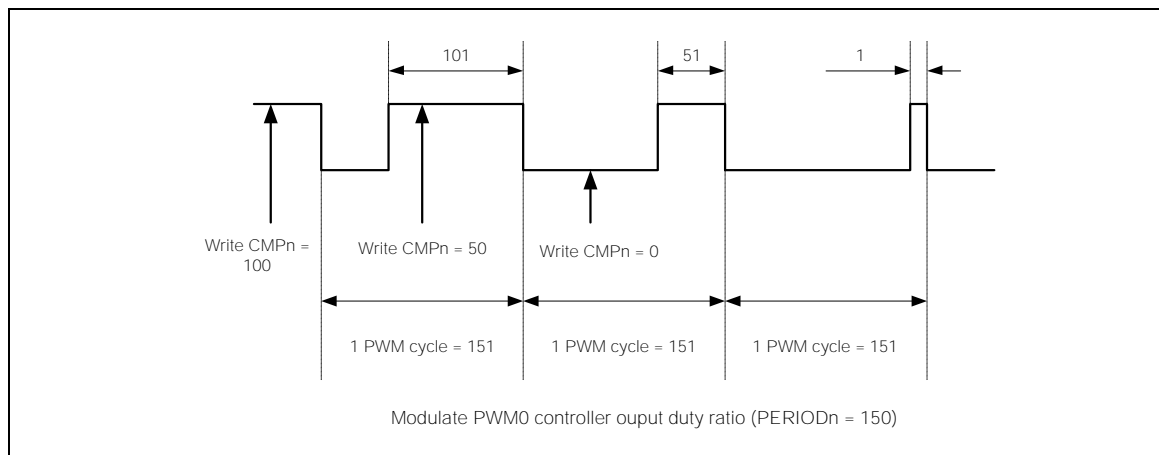 101
51
1
Write CMPn =
100
Write CMPn = 50
Write CMPn = 0
1 PWM cycle = 151
1 PWM cycle = 151
1 PWM cycle = 151
Modulate PWM0 controller ouput duty ratio (PERIODn = 150)